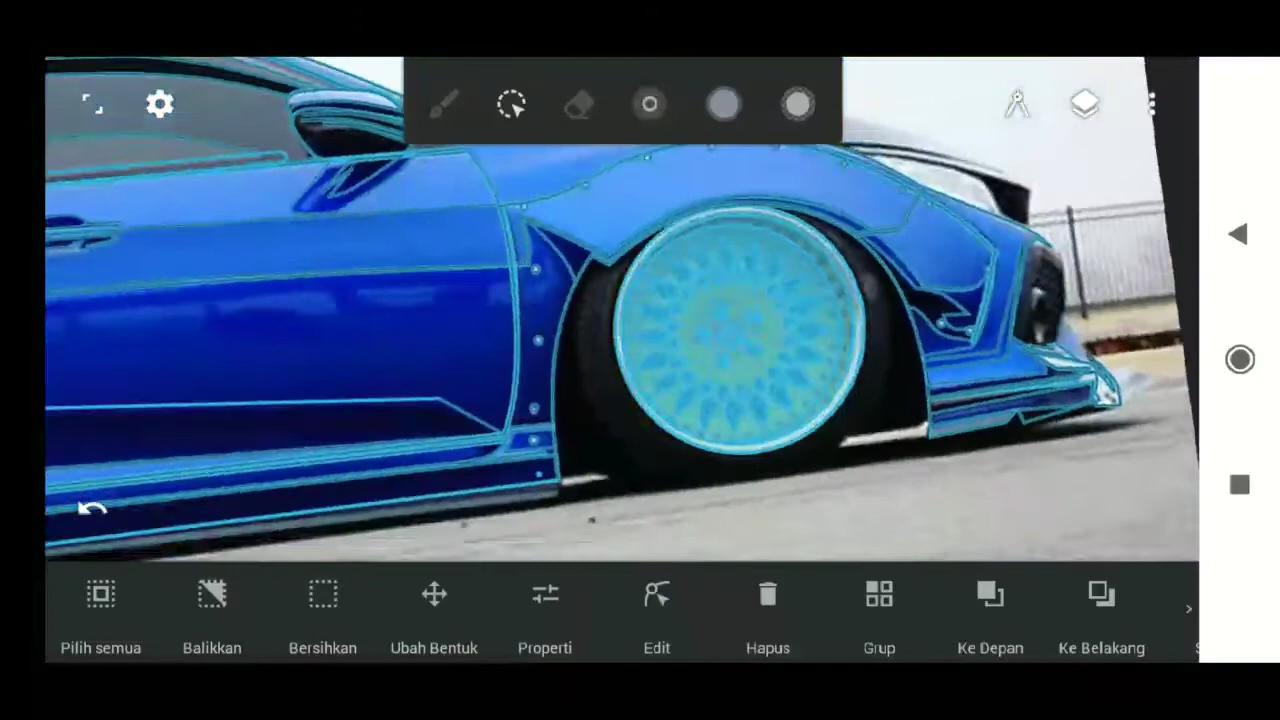 Pilih semua
Balikkan
Bersihkan
Ubah Bentuk
Properti
Edit
Hapus
Grup
Ke Depan
Ke Belakang